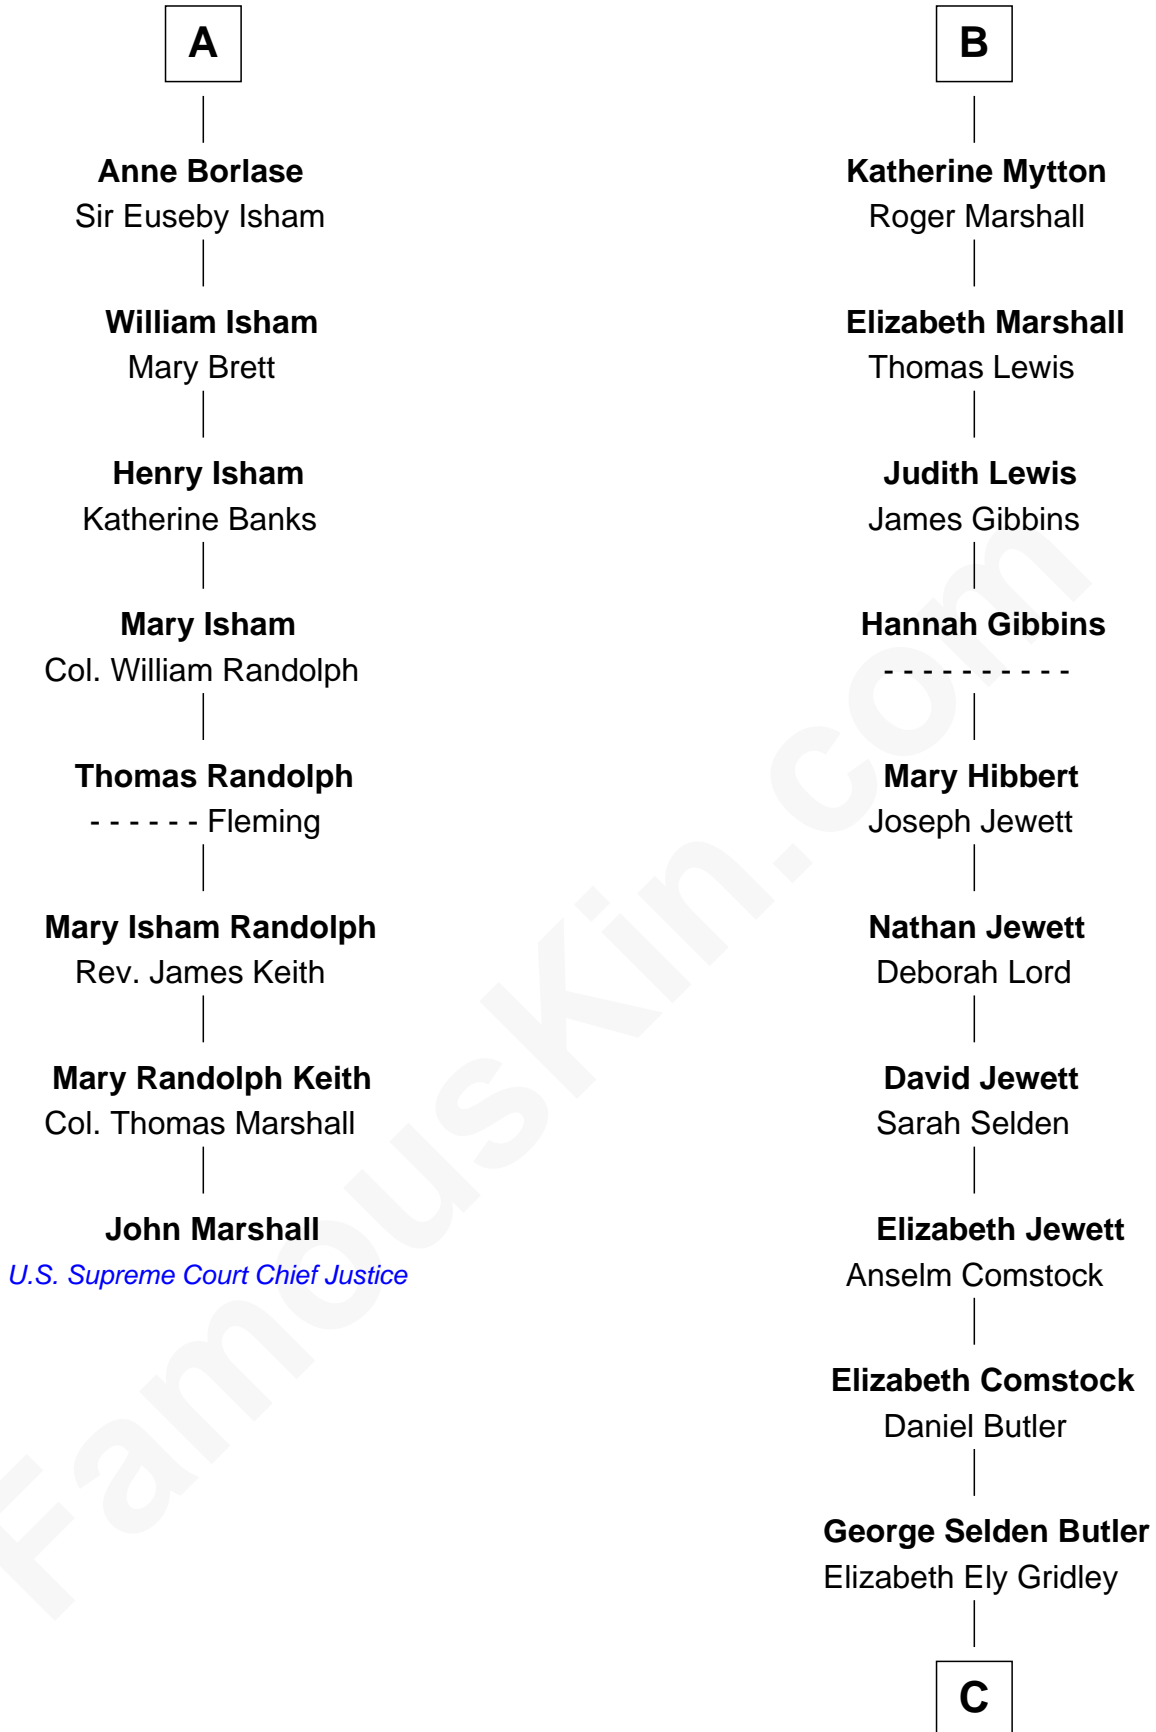 A
Anne Borlase
Sir Euseby Isham
William Isham
Mary Brett
Henry Isham
Katherine Banks
Mary Isham
Col. William Randolph
Thomas Randolph
- - - - - - Fleming
Mary Isham Randolph
Rev. James Keith
Mary Randolph Keith
Col. Thomas Marshall
John Marshall
U.S. Supreme Court Chief Justice
B
Katherine Mytton
Roger Marshall
Elizabeth Marshall
Thomas Lewis
Judith Lewis
James Gibbins
Hannah Gibbins
- - - - - - - - - -
Mary Hibbert
Joseph Jewett
Nathan Jewett
Deborah Lord
David Jewett
Sarah Selden
Elizabeth Jewett
Anselm Comstock
Elizabeth Comstock
Daniel Butler
George Selden Butler
Elizabeth Ely Gridley
C
FamousKin.com